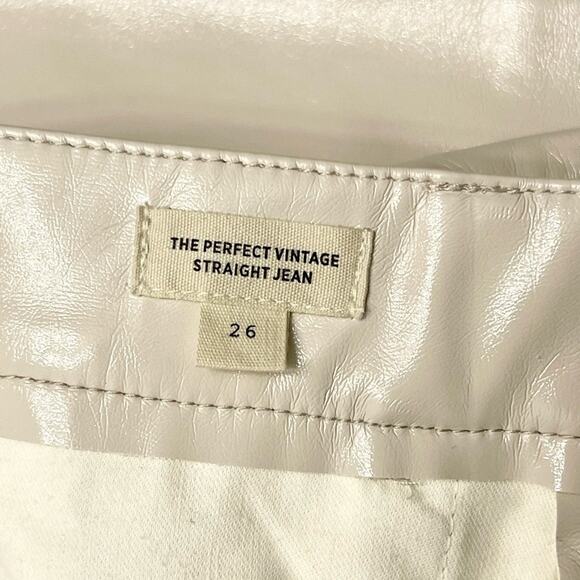 THE PERFECT VINTAGE
STRAIGHT JEAN
26